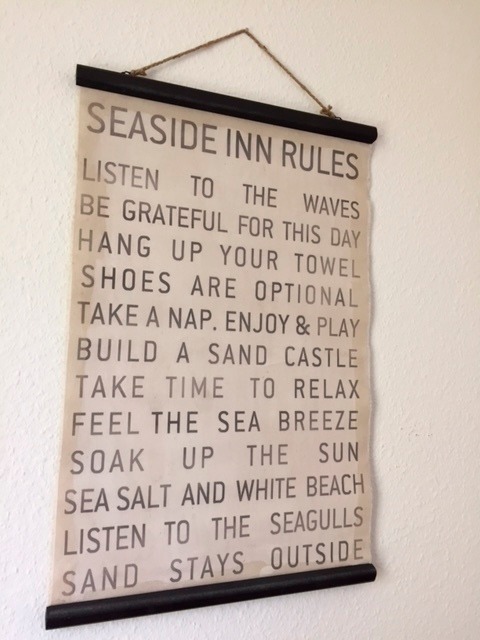 SEASIDE INN RULES
LISTEN TO THE WAVES
BE GRATEFUL FOR THIS DAY
HANG UP YOUR TOWEL
SHOES ARE OPTIONAL
TAKE A NAP. ENJOY & PLAY
BUILD A SAND CASTLE
TAKE TIME TO RELAX
FEEL THE SEA BREEZE
SOAK UP THE SUN
SEA SALT AND WHITE BEACH
LISTEN TO THE SEAGULLS
SAND STAYS OUTSIDE